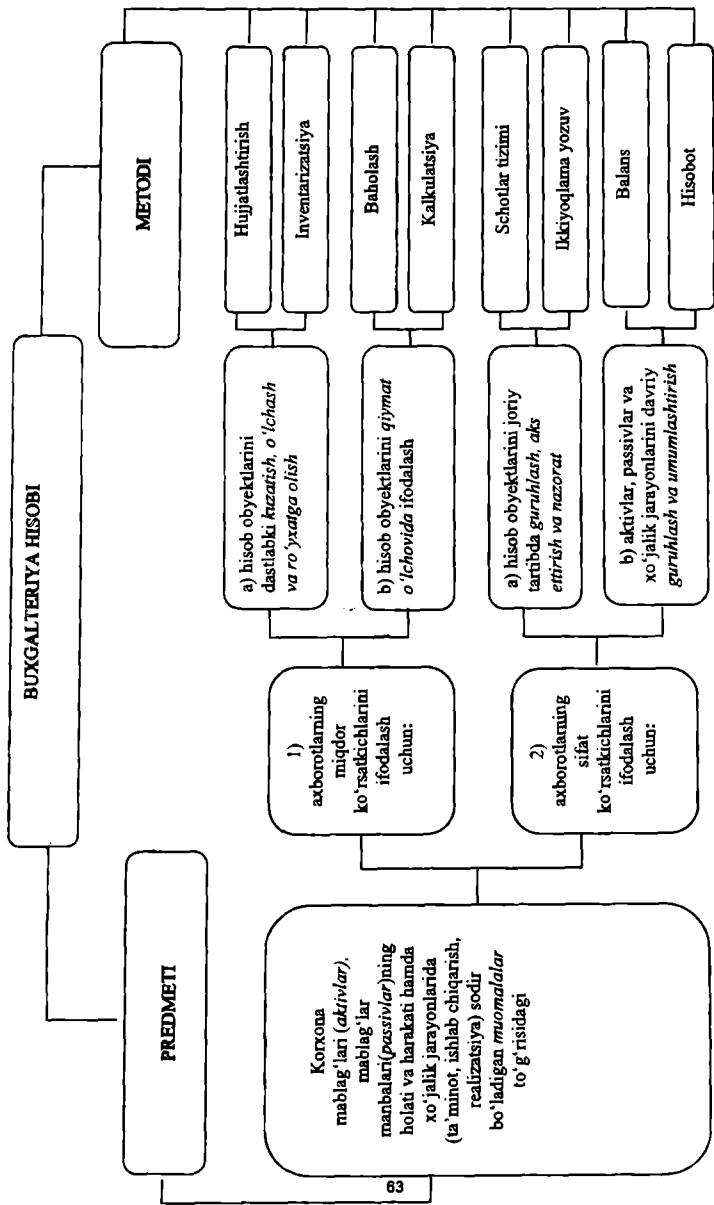 BUXGALTERIYA HISOBI
PREDMETI
METODI
Korxona
mablag‘lari (aktivlar),
mablag‘lar
manbalari(passivlar)ning
holati va harakati hamda
xo‘jalik jarayonlarida
(ta’minot, ishlab chiqarish,
realizatsiya) sodir
bo‘ladigan muomalalar
to‘g‘risidagi
1)
axborotlarning
miqdor
ko‘rsatkichlarini
ifodalash
uchun:
2)
axborotlarning
sifat
ko‘rsatkichlarini
ifodalash
uchun:
a) hisob obyektlarini
dastlabki kuzatish, o‘lchash
va ro‘yxatga olish
b) hisob obyektlarini qiymat
o‘lchovida ifodalash
a) hisob obyektlarini joriy
tartibda guruhlash, aks
ettirish va nazorat
b) aktivlar, passivlar va
xo‘jalik jarayonlarini davriy
guruhlash va umumlashtirish
Hujjatlashtirish
Inventarizatsiya
Baholash
Kalkulatsiya
Schotlar tizimi
Ikkiyoqlama yozuv
Balans
Hisobot
63